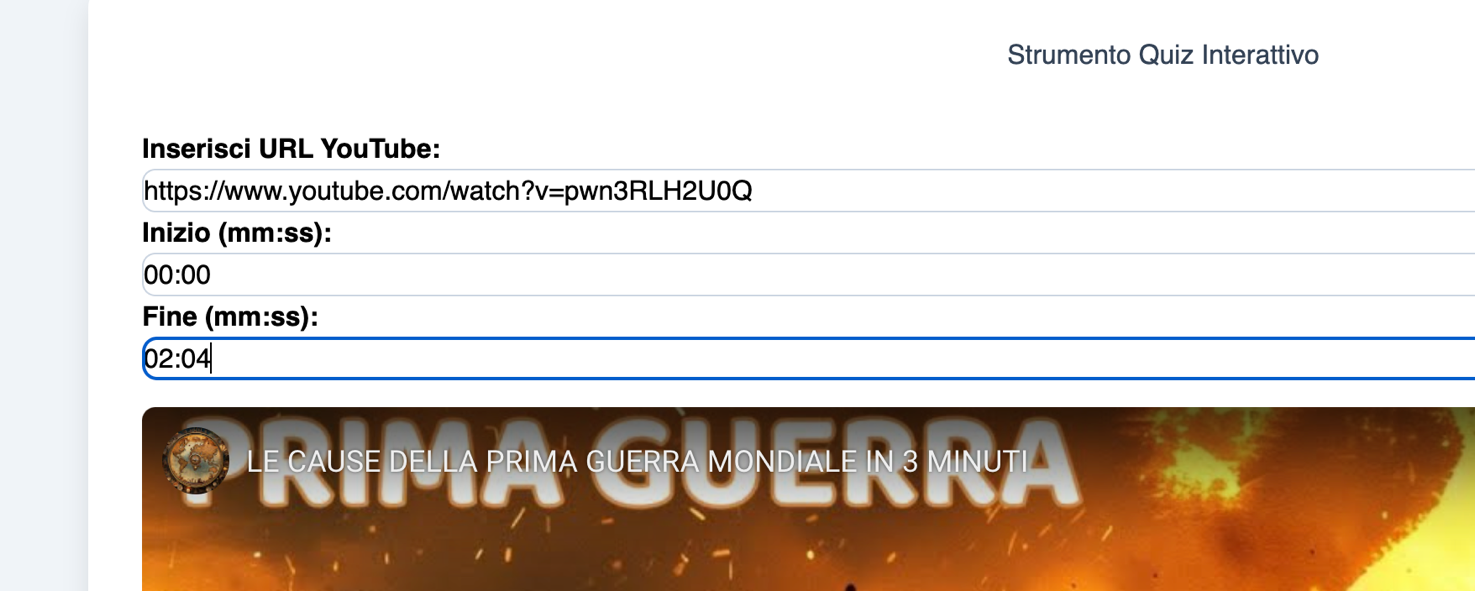 Strumento Quiz Interattivo
Inserisci URL YouTube:
https://www.youtube.com/watch?v=pwn3RLH2U0Q
Inizio (mm:ss):
00:00
Fine (mm:ss):
02:04
PRIMA GUERRA
LE CAUSE DELLA PRIMA GUERRA MONDIALE IN 3 MINUTI